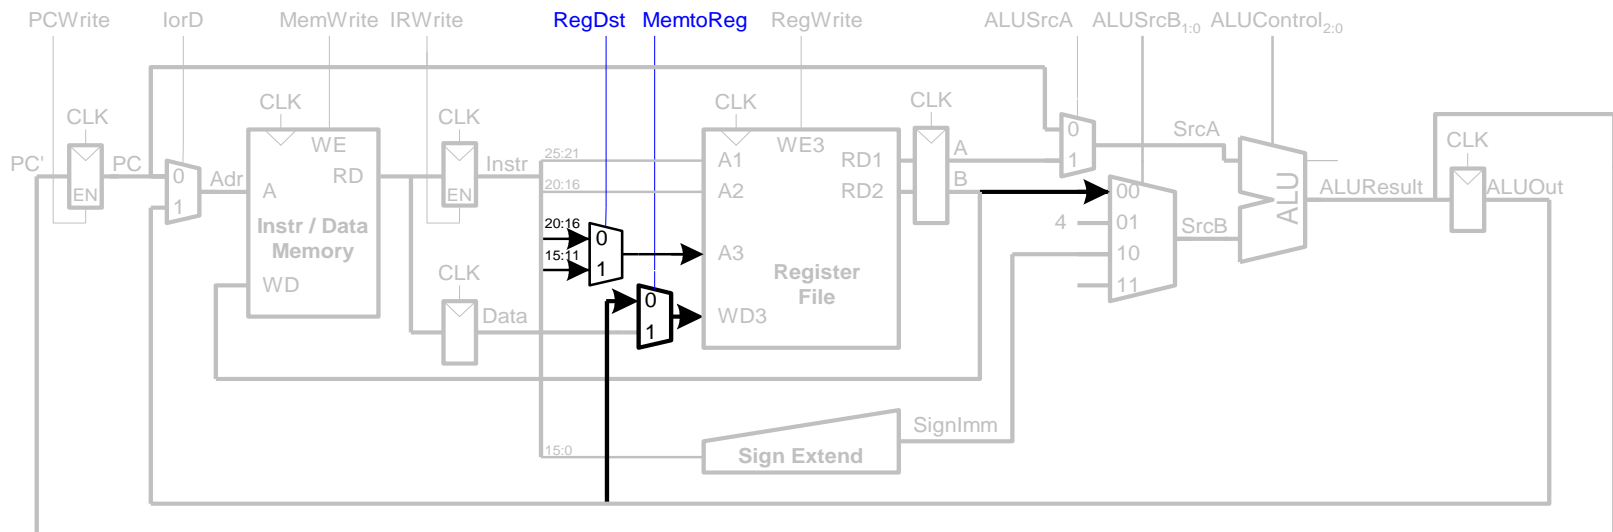 PCWrite IorD MemWrite IRWrite RegDst MemtoReg RegWrite ALUSrcA ALUSrcB1:0 ALUControl2:0
CLK CLK CLK CLK CLK CLK
PC' PC EN
0 1 Adr
WE A RD
Instr / Data
Memory
WD
EN Instr
CLK Data
25:21
20:16
20:16
15:11
15:0
0
1
0
1
WE3
A1 RD1
A2 RD2
A3
Register
File
WD3
A
B
0
1
SrcA
4
00
01
10
11
SrcB
ALU
ALUResult
ALUOut
SignImm
Sign Extend